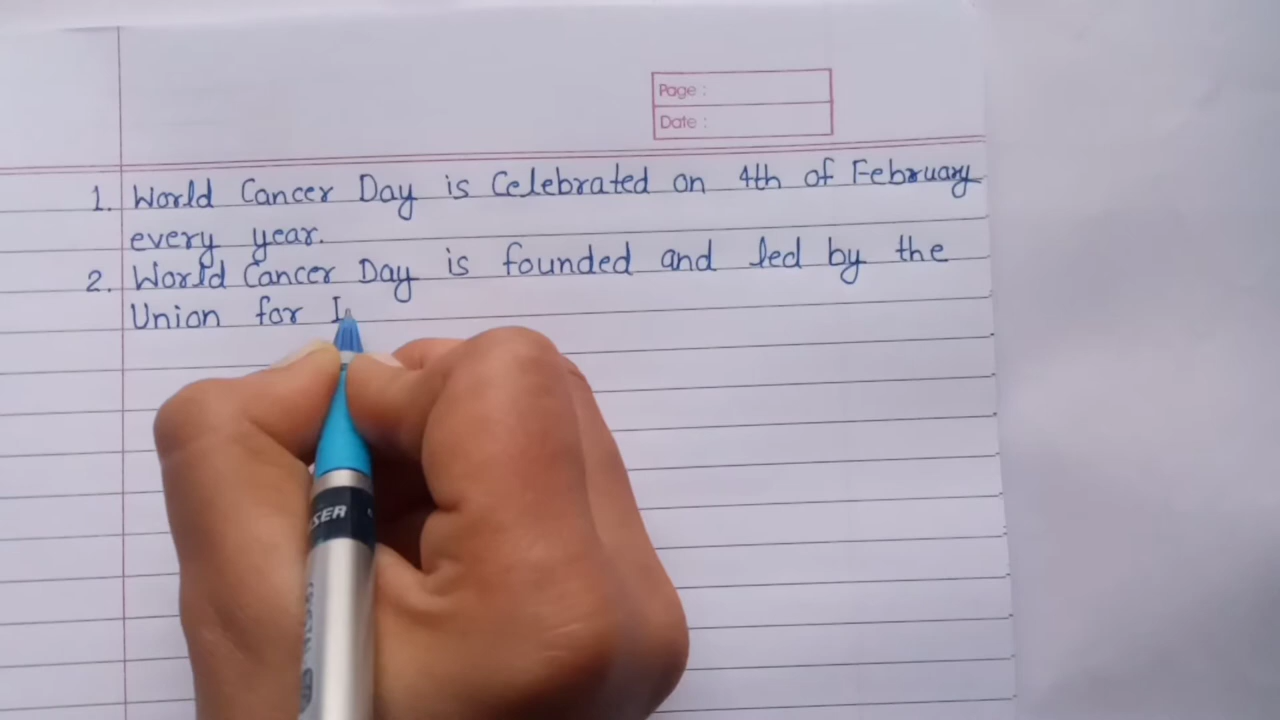 Page :
Date :
1. World Cancer Day is Celebrated on 4th of February
every year.
2. World Cancer Day is founded and led by the
Union for I
SER